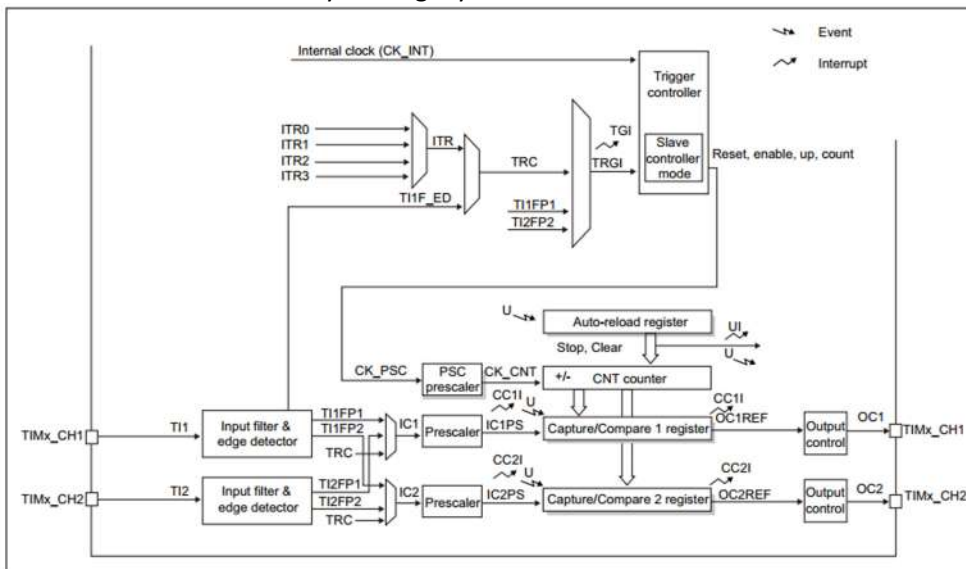 Internal clock (CK_INT)
Event
Interrupt
Trigger
controller
ITR0
ITR1
ITR2
ITR3
ITR
TRC
TGI
TRGI
Slave
controller
mode
Reset, enable, up, count
TI1F_ED
TI1FP1
TI2FP2
U
Auto-reload register
UI
Stop, Clear
U
CK_PSC
PSC
prescaler
CK_CNT
+/-
CNT counter
CC1I
U
CC1I
TIMx_CH1
TI1
Input filter &
edge detector
TI1FP1
TI1FP2
TRC
IC1
Prescaler
IC1PS
Capture/Compare 1 register
OC1REF
Output
control
OC1
TIMx_CH1
CC2I
U
CC2I
TIMx_CH2
TI2
Input filter &
edge detector
TI2FP1
TI2FP2
TRC
IC2
Prescaler
IC2PS
Capture/Compare 2 register
OC2REF
Output
control
OC2
TIMx_CH2